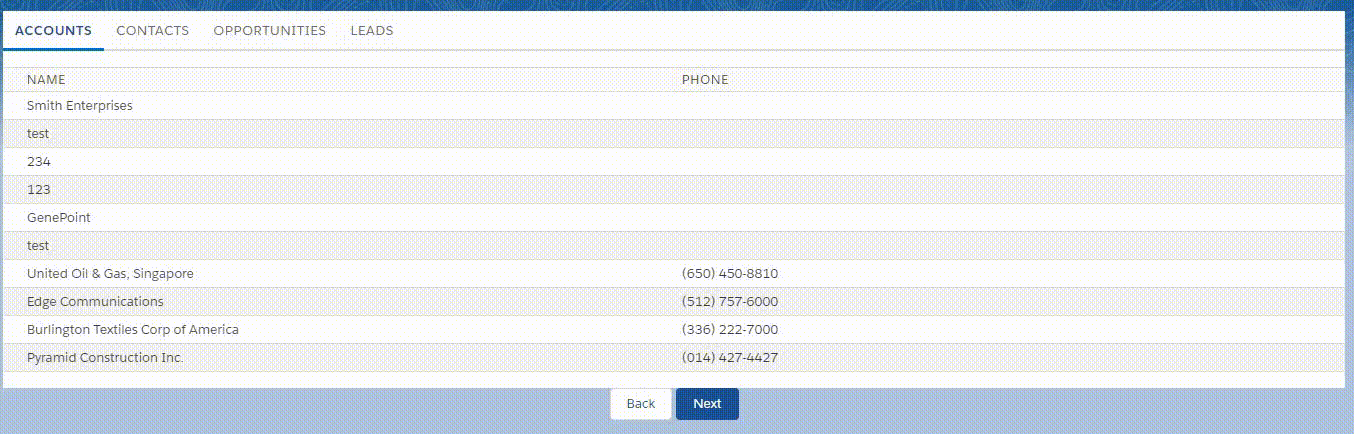 ACCOUNTS CONTACTS OPPORTUNITIES LEADS
NAME PHONE
Smith Enterprises
test
234
123
GenePoint
test
United Oil & Gas, Singapore (650) 450-8810
Edge Communications (512) 757-6000
Burlington Textiles Corp of America (336) 222-7000
Pyramid Construction Inc. (014) 427-4427
Back Next